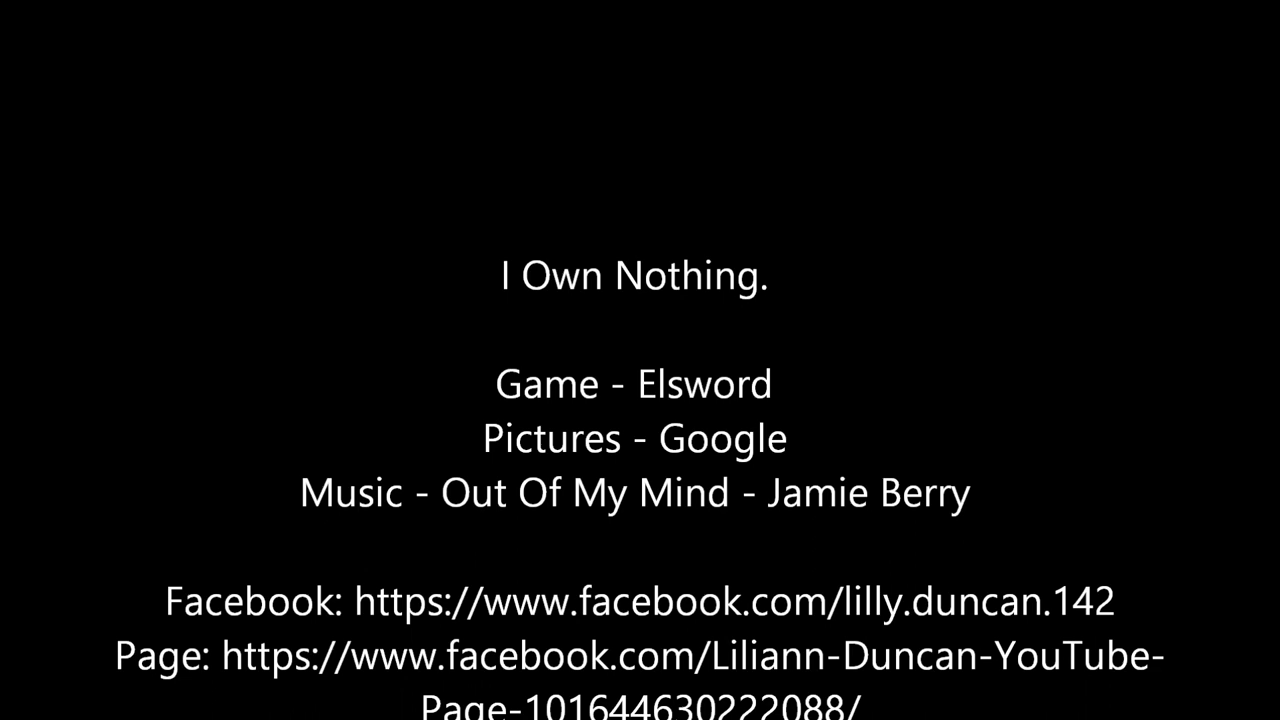 I Own Nothing.
Game - Elsword
Pictures - Google
Music - Out Of My Mind - Jamie Berry
Facebook: https://www.facebook.com/lilly.duncan.142
Page: https://www.facebook.com/Liliann-Duncan-YouTube-
Page-101644630222088/